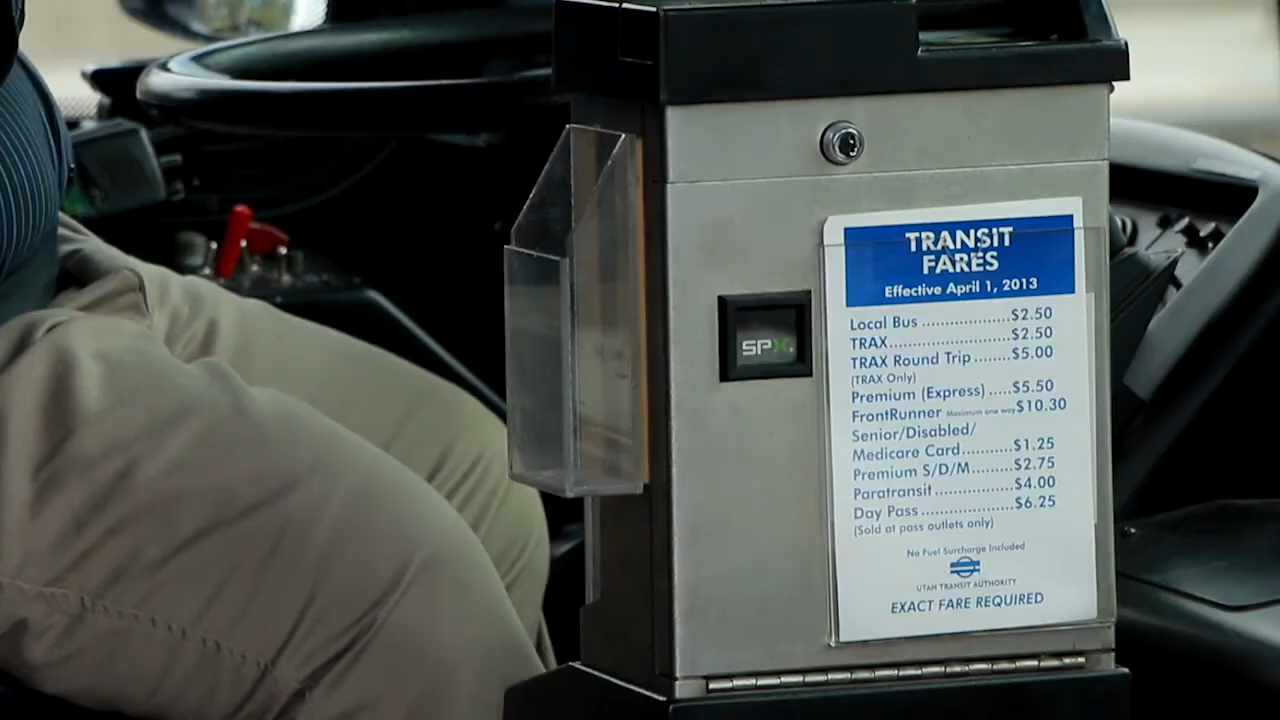 TRANSIT
FARES
Effective April 1, 2013
Local Bus ...................$2.50
TRAX.........................$2.50
TRAX Round Trip ........$5.00
(TRAX Only)
Premium (Express) .....$5.50
FrontRunner Maximum one way $10.30
Senior/Disabled/
Medicare Card...........$1.25
Premium S/D/M.........$2.75
Paratransit.................$4.00
Day Pass....................$6.25
(Sold at pass outlets only)
No Fuel Surcharge Included
UTAH TRANSIT AUTHORITY
EXACT FARE REQUIRED
SPX